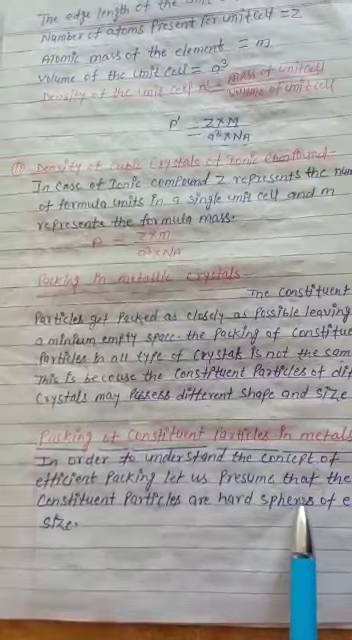 The edge length of the unit
Number of atoms Present Per unit cell = Z
Atomic mass of the elements = m
volume of the unit cell = a³
Density of the unit cell d = mass of unit cell / volume of unit cell
P' = Z×M / a³×NA
Density of cubic Crystals of Ionic Compound-
In case of Ionic compound Z represents the num
of formula units in a single unit cell and m
represents the formula mass.
P = Z×m / a³×NA
Packing In metallic Crystals-
The constituent
Particles get Packed as closely as Possible leaving
a minimum empty space. the Packing of constitue
Particles in all type of crystals is not the sam
This is because the Constituent Particles of dif
Crystals may Possess different shape and size
Packing of Constituent Particles In metals
In order to understand the concept of
efficient Packing let us Presume that the
Constituent Particles are hard spheres of e
size.